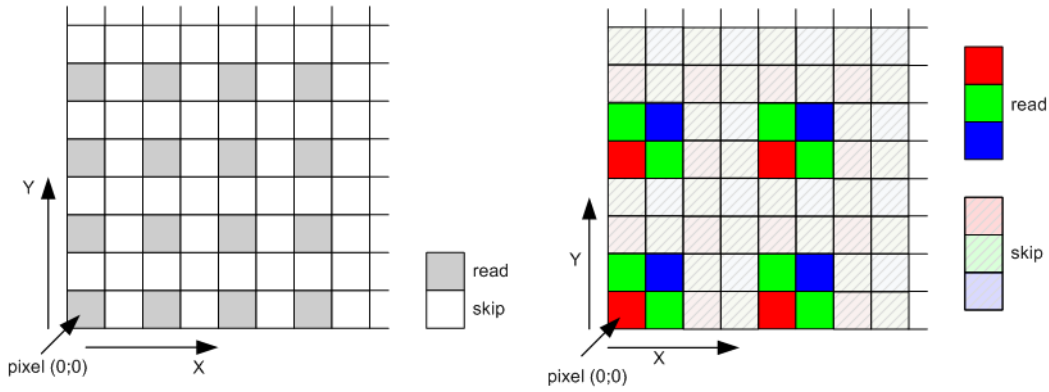 Y
read
skip
X
pixel (0;0)
read
skip
Y
X
pixel (0;0)